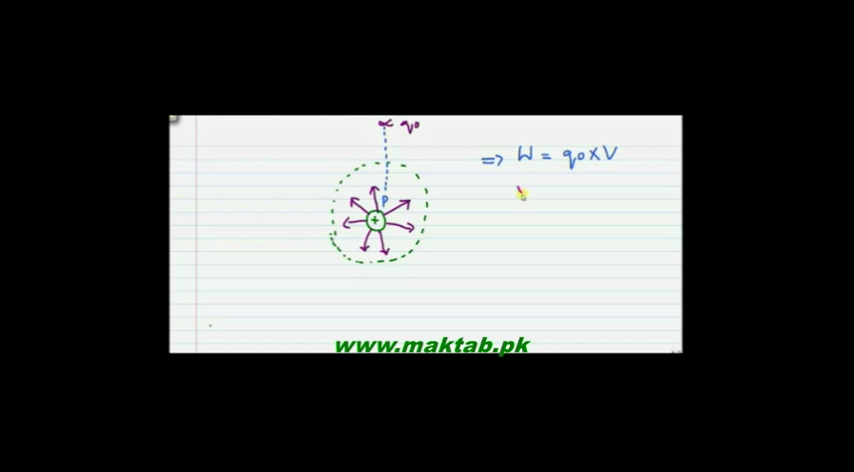 ∝ q0
=> W = q0 x V
P
+
www.maktab.pk